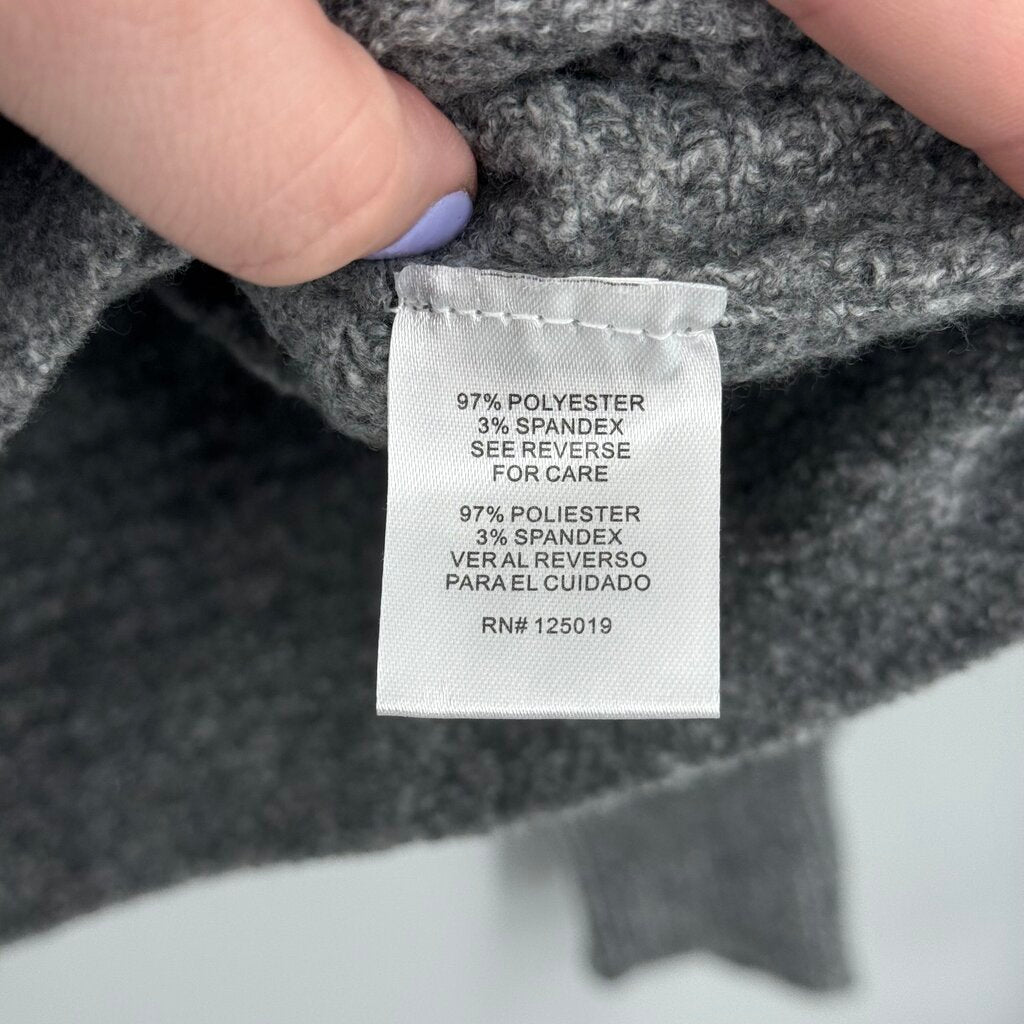 97% POLYESTER
3% SPANDEX
SEE REVERSE
FOR CARE
97% POLIESTER
3% SPANDEX
VER AL REVERSO
PARA EL CUIDADO
RN# 125019